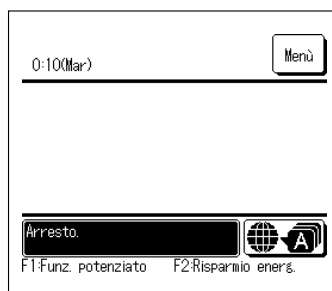 0:10(Mar)
Menù
Arresto.
A
F1:Funz. potenziato F2:Risparmio energ.